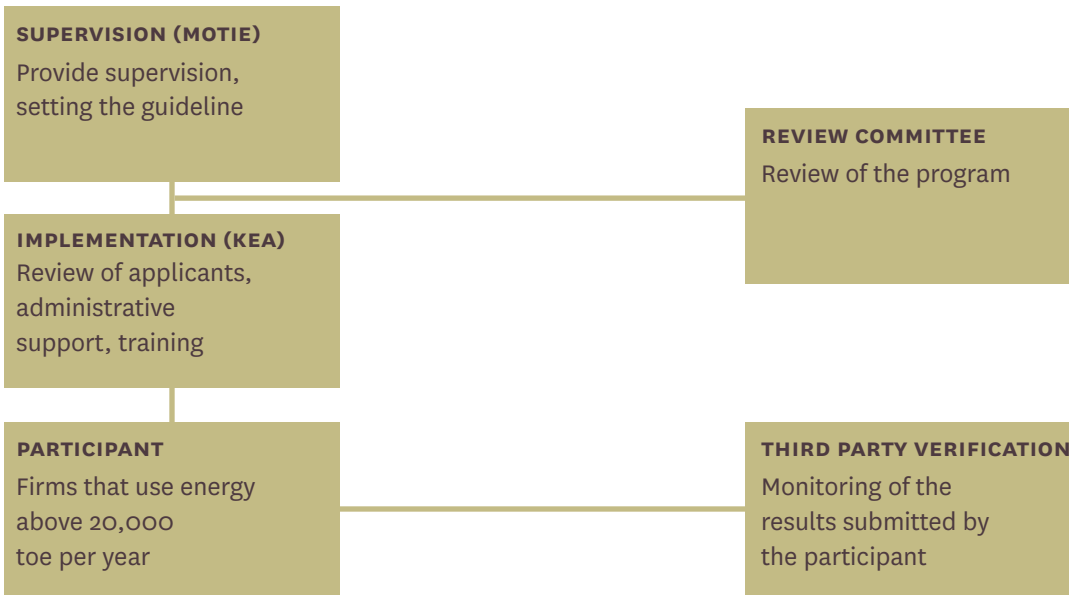 SUPERVISION (MOTIE)
Provide supervision,
setting the guideline
REVIEW COMMITTEE
Review of the program
IMPLEMENTATION (KEA)
Review of applicants,
administrative
support, training
PARTICIPANT
Firms that use energy
above 20,000
toe per year
THIRD PARTY VERIFICATION
Monitoring of the
results submitted by
the participant